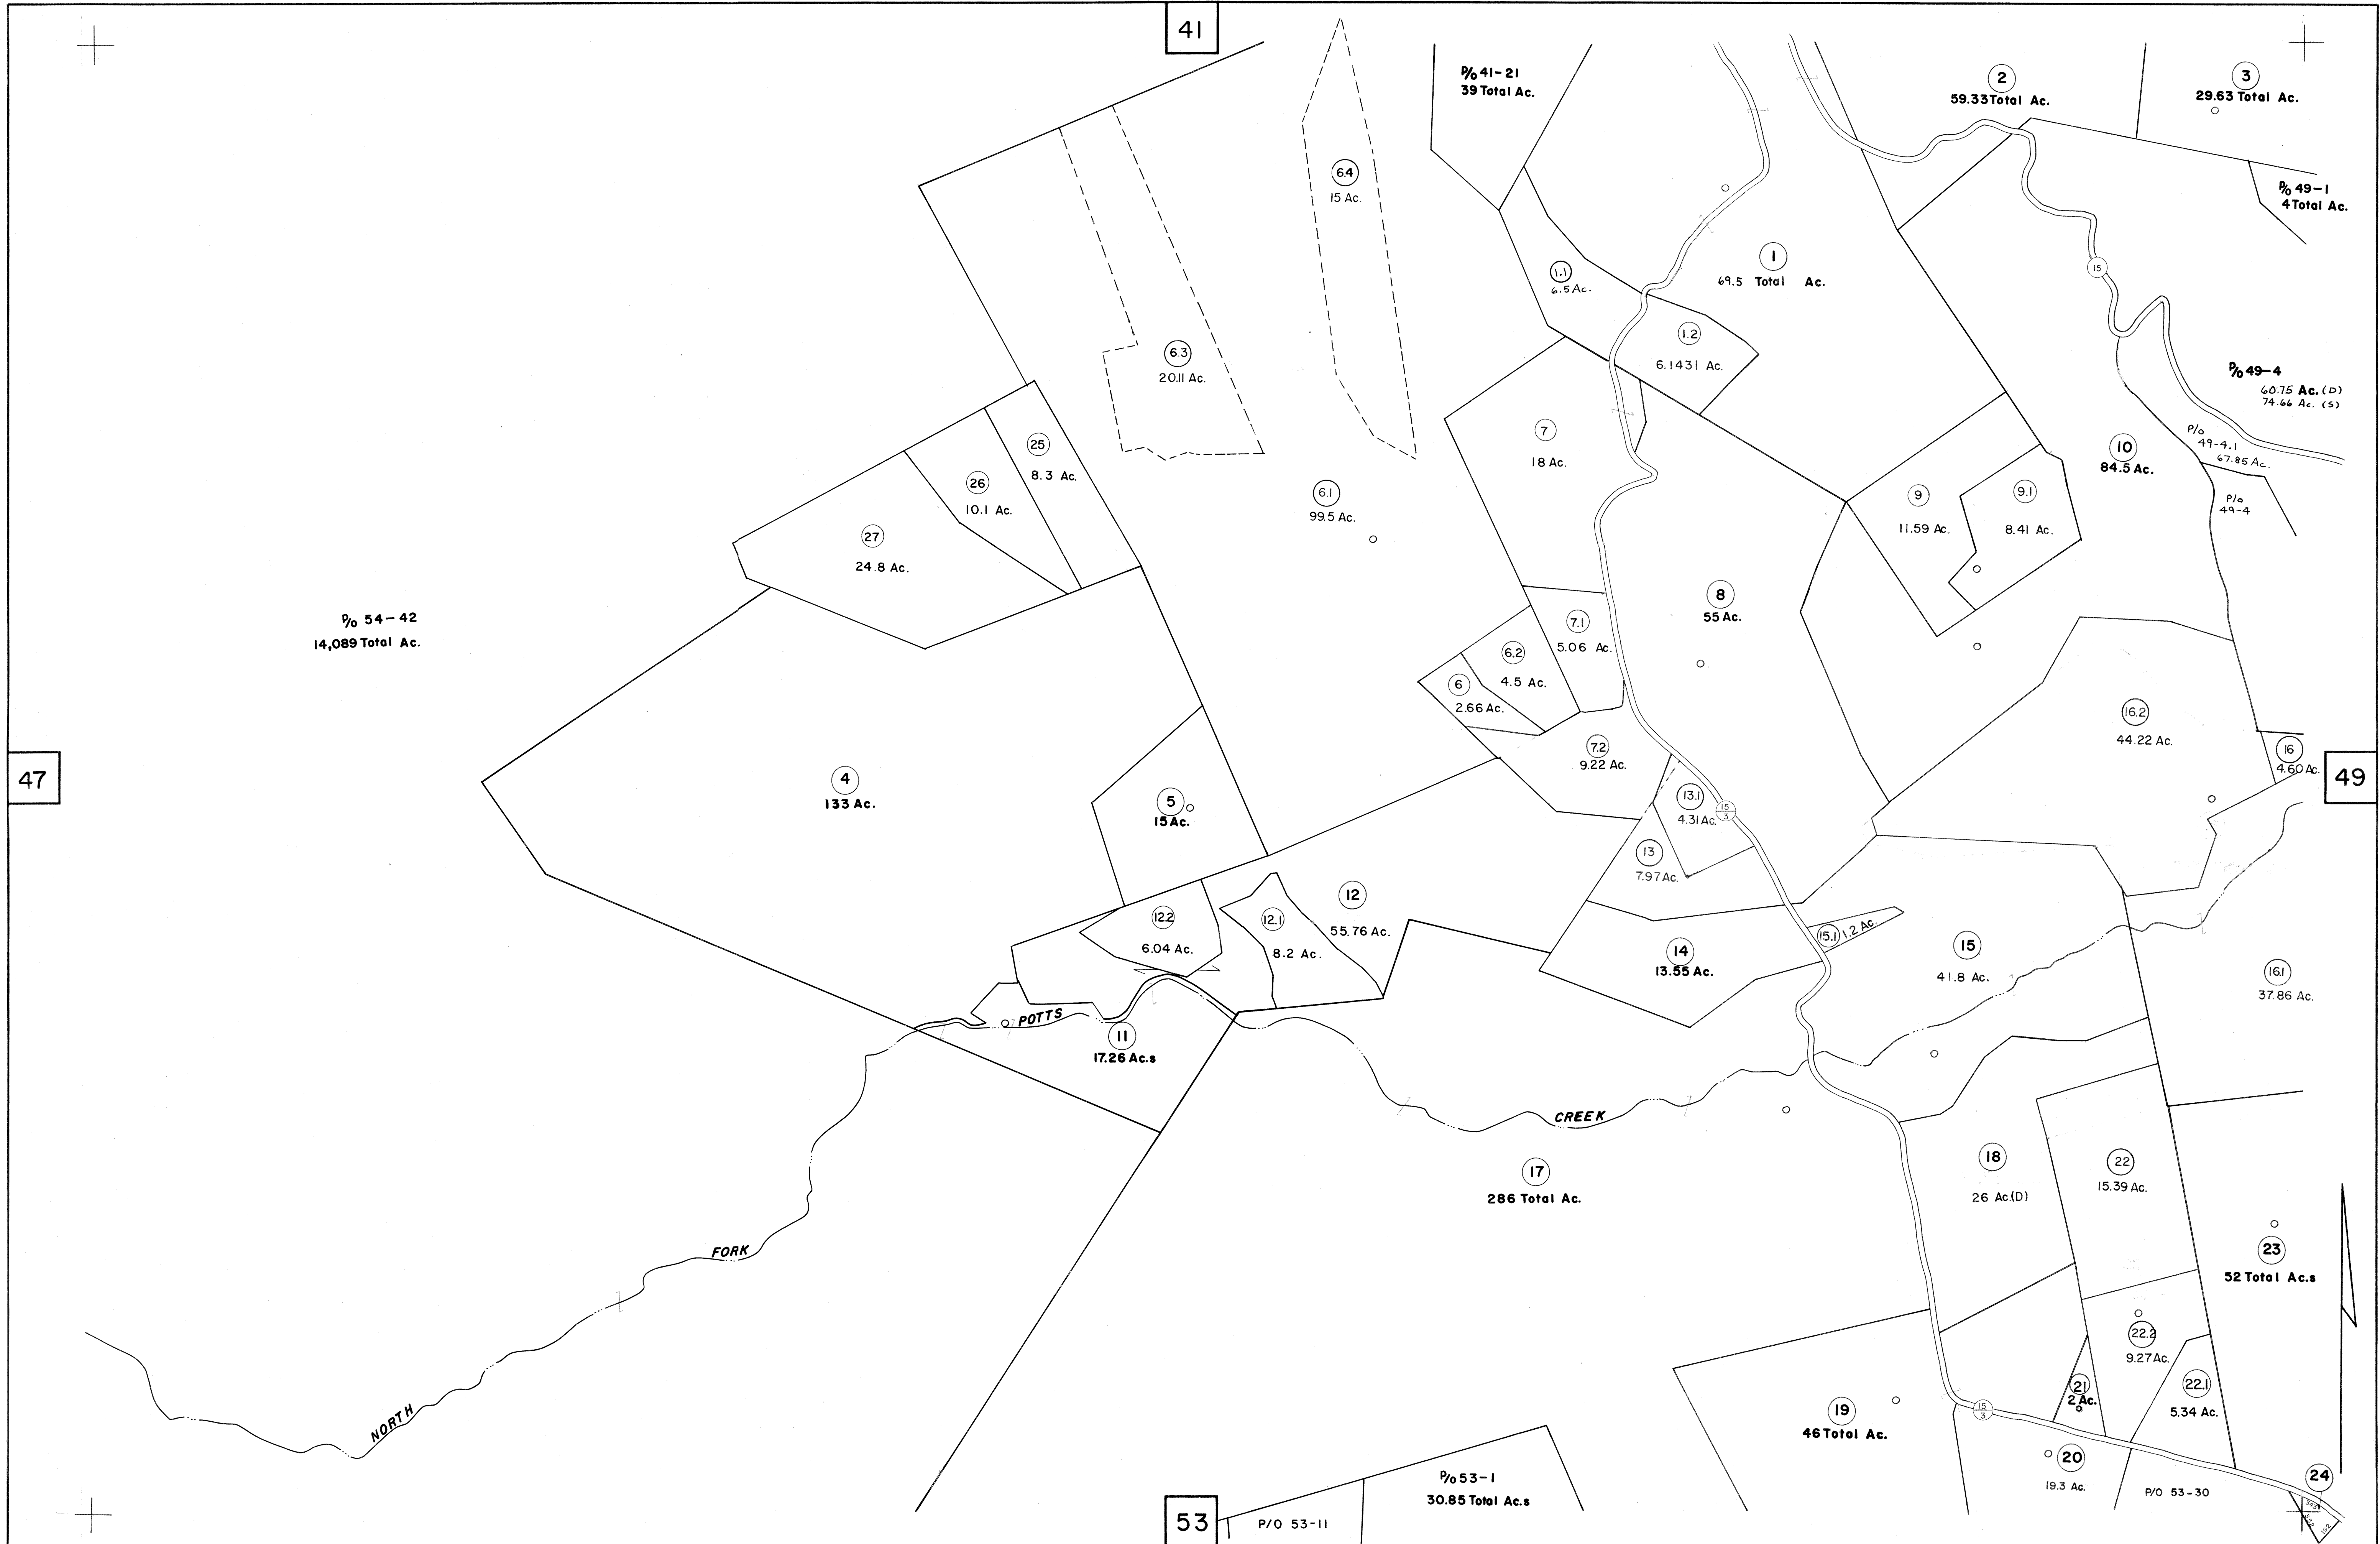 41
P/o 41-21
39 Total Ac.
2
59.33 Total Ac.
3
29.63 Total Ac.
P/o 49-1
4 Total Ac.
6.4
15 Ac.
1
69.5 Total Ac.
1.1
6.5 Ac.
15
1.2
6.1431 Ac.
6.3
20.11 Ac.
P/o 49-4
60.75 Ac. (D)
74.66 Ac. (S)
P/o
49-4.1
67.85 Ac.
7
18 Ac.
25
8.3 Ac.
10
84.5 Ac.
26
10.1 Ac.
6.1
99.5 Ac.
9
11.59 Ac.
9.1
8.41 Ac.
P/o
49-4
27
24.8 Ac.
8
55 Ac.
P/o 54-42
14,089 Total Ac.
7.1
5.06 Ac.
6.2
4.5 Ac.
6
2.66 Ac.
16.2
44.22 Ac.
7.2
9.22 Ac.
16
4.60 Ac.
47
49
4
133 Ac.
5
15 Ac.
13.1
4.31 Ac.
15
3
13
7.97 Ac.
12
55.76 Ac.
12.2
6.04 Ac.
12.1
8.2 Ac.
15.1 1.2 Ac.
14
13.55 Ac.
15
41.8 Ac.
16.1
37.86 Ac.
POTTS
11
17.26 Ac.s
CREEK
17
286 Total Ac.
18
26 Ac.(D)
22
15.39 Ac.
FORK
23
52 Total Ac.s
22.2
9.27 Ac.
21
2 Ac.
22.1
5.34 Ac.
NORTH
19
46 Total Ac.
15
3
20
19.3 Ac.
24
P/o 53-1
30.85 Total Ac.s
P/O 53-30
53
P/O 53-11
192